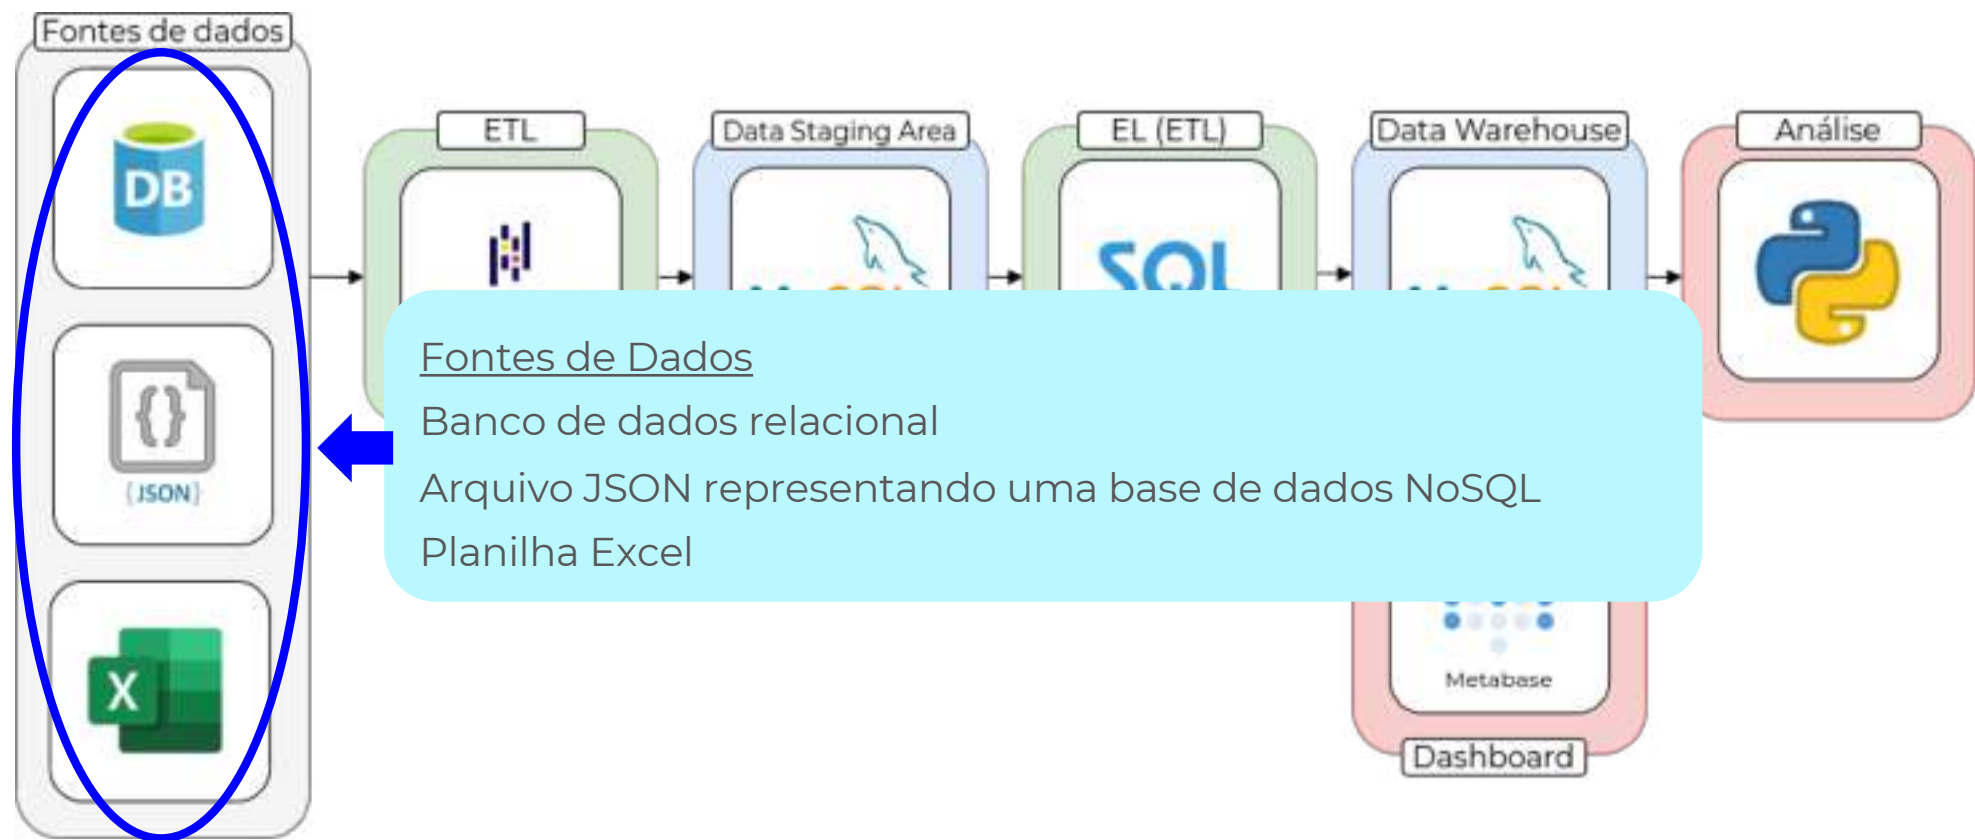 Fontes de dados
DB
{JSON}
X
ETL
Data Staging Area
EL (ETL)
SQL
Data Warehouse
Análise
Fontes de Dados
Banco de dados relacional
Arquivo JSON representando uma base de dados NoSQL
Planilha Excel
Metabase
Dashboard